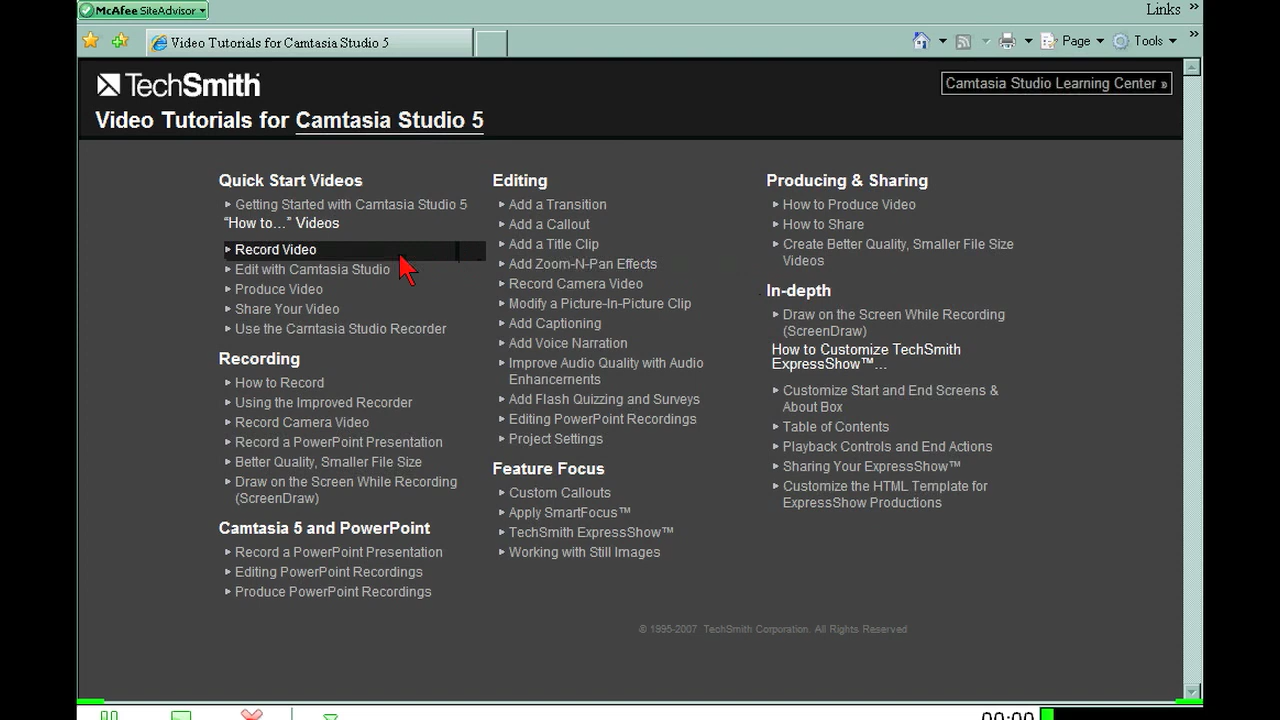 McAfee SiteAdvisor
Links »
Video Tutorials for Camtasia Studio 5
Page
Tools
»
TechSmith
Camtasia Studio Learning Center »
Video Tutorials for Camtasia Studio 5
Quick Start Videos
Getting Started with Camtasia Studio 5
“How to...” Videos
Record Video
Edit with Camtasia Studio
Produce Video
Share Your Video
Use the Camtasia Studio Recorder
Recording
How to Record
Using the Improved Recorder
Record Camera Video
Record a PowerPoint Presentation
Better Quality, Smaller File Size
Draw on the Screen While Recording
(ScreenDraw)
Camtasia 5 and PowerPoint
Record a PowerPoint Presentation
Editing PowerPoint Recordings
Produce PowerPoint Recordings
Editing
Add a Transition
Add a Callout
Add a Title Clip
Add Zoom-N-Pan Effects
Record Camera Video
Modify a Picture-In-Picture Clip
Add Captioning
Add Voice Narration
Improve Audio Quality with Audio
Enhancements
Add Flash Quizzing and Surveys
Editing PowerPoint Recordings
Project Settings
Feature Focus
Custom Callouts
Apply SmartFocus™
TechSmith ExpressShow™
Working with Still Images
Producing & Sharing
How to Produce Video
How to Share
Create Better Quality, Smaller File Size
Videos
In-depth
Draw on the Screen While Recording
(ScreenDraw)
How to Customize TechSmith
ExpressShow™...
Customize Start and End Screens &
About Box
Table of Contents
Playback Controls and End Actions
Sharing Your ExpressShow™
Customize the HTML Template for
ExpressShow Productions
© 1995-2007 TechSmith Corporation. All Rights Reserved
00:00